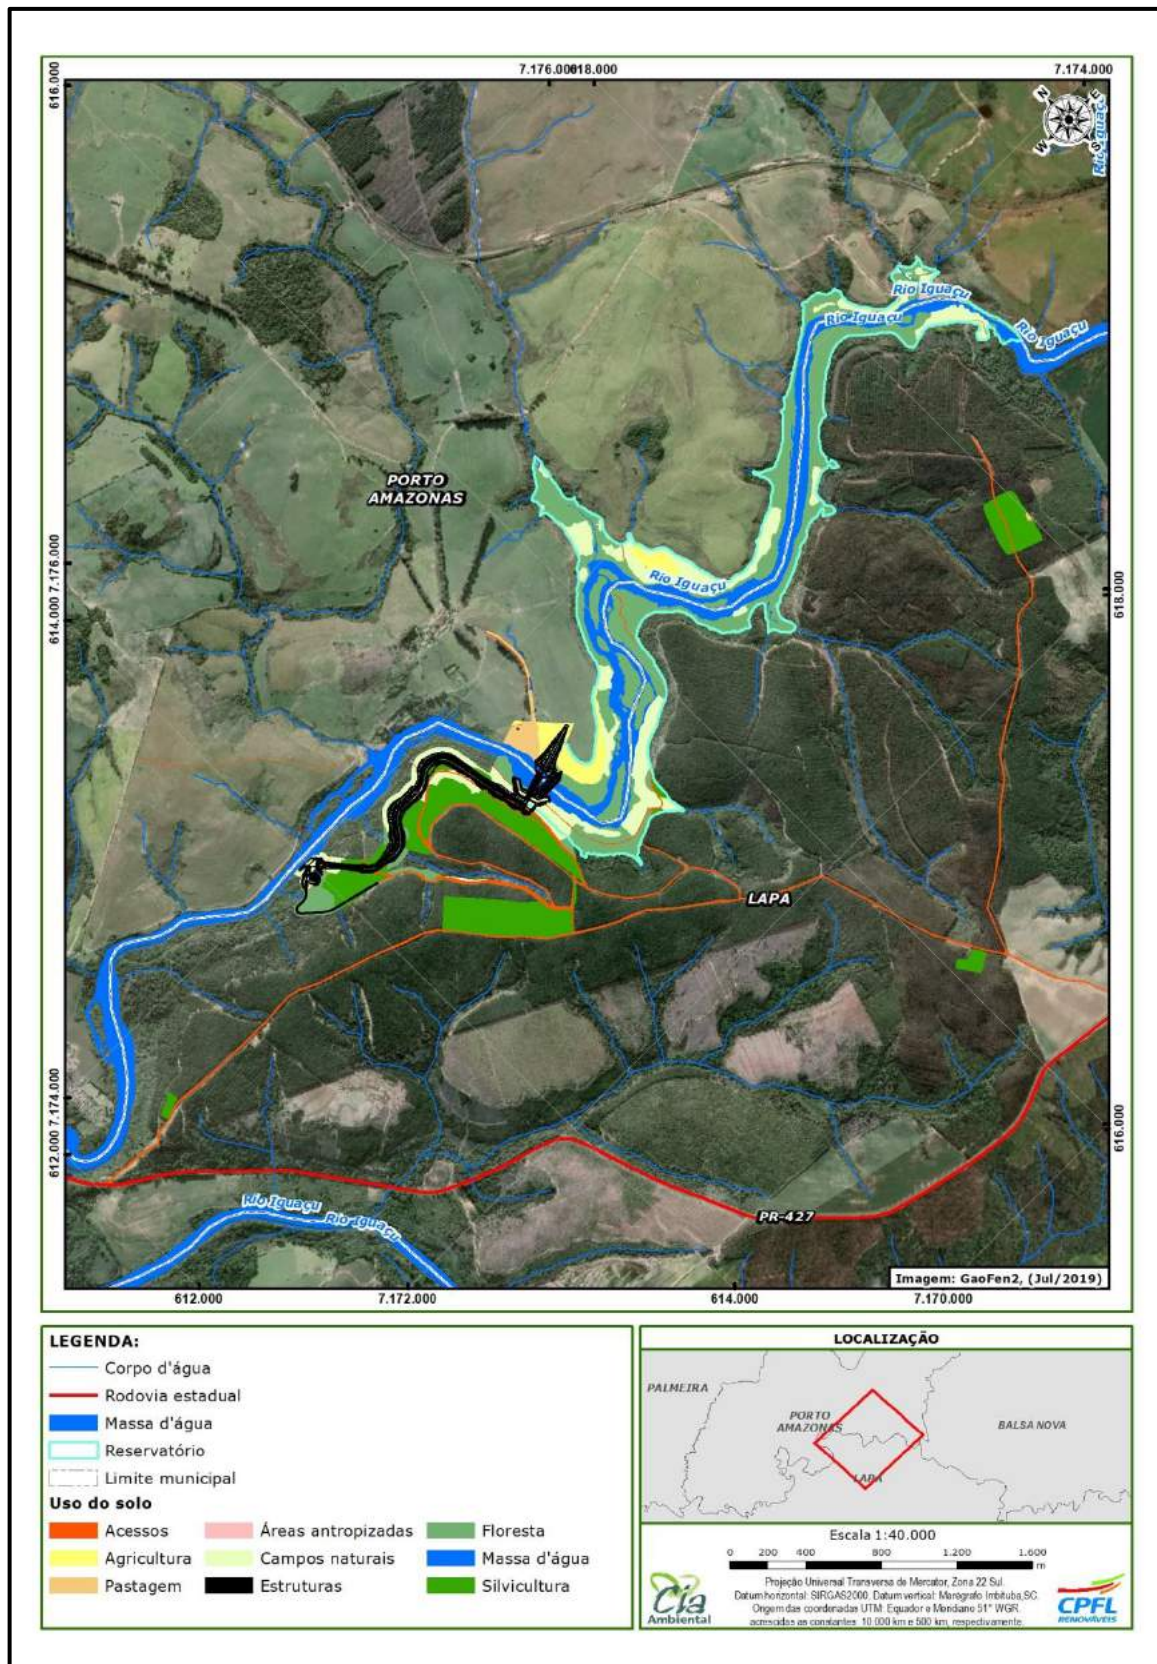 7.176.000
618.000
7.174.000
616.000
N
E
W
S
Rio Iguaçu
Rio Iguaçu
Rio Iguaçu
Rio Iguaçu
PORTO
AMAZONAS
7.176.000
Rio Iguaçu
618.000
614.000
LAPA
7.174.000
616.000
612.000
Rio Iguaçu
Rio Iguaçu
PR-427
Imagem: GaoFen2, (Jul/2019)
612.000
7.172.000
614.000
7.170.000
LEGENDA:
Corpo d'água
Rodovia estadual
Massa d'água
Reservatório
Limite municipal
Uso do solo
Acessos
Áreas antropizadas
Floresta
Agricultura
Campos naturais
Massa d'água
Pastagem
Estruturas
Silvicultura
LOCALIZAÇÃO
PALMEIRA
PORTO
AMAZONAS
BALSA NOVA
LAPA
Escala 1:40.000
0 200 400 800 1.200 1.600
m
Projeção Universal Transversa de Mercator, Zona 22 Sul.
Datum horizontal: SIRGAS2000, Datum vertical: Marégrafo Imbituba,SC.
Origem das coordenadas UTM: Equador e Meridiano 51° WGR.
acrescidas as constantes: 10.000 km e 500 km, respectivamente.
Cia
Ambiental
CPFL
RENOVÁVEIS